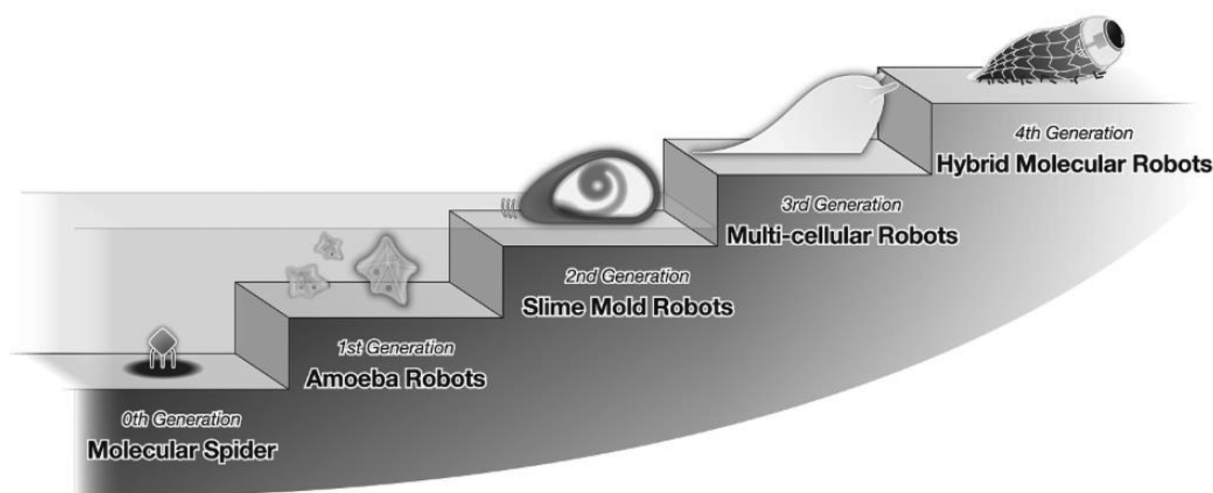 0th Generation
Molecular Spider
1st Generation
Amoeba Robots
2nd Generation
Slime Mold Robots
3rd Generation
Multi-cellular Robots
4th Generation
Hybrid Molecular Robots